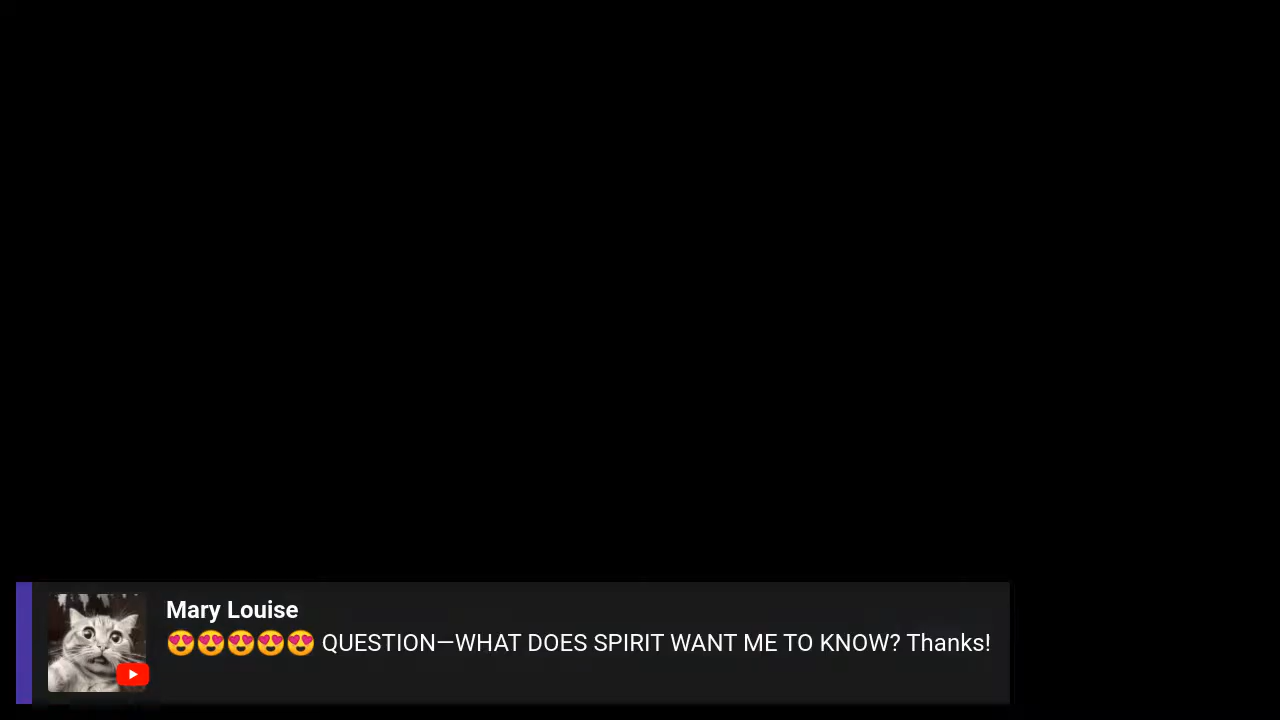 Mary Louise
😍😍😍😍😍 QUESTION—WHAT DOES SPIRIT WANT ME TO KNOW? Thanks!